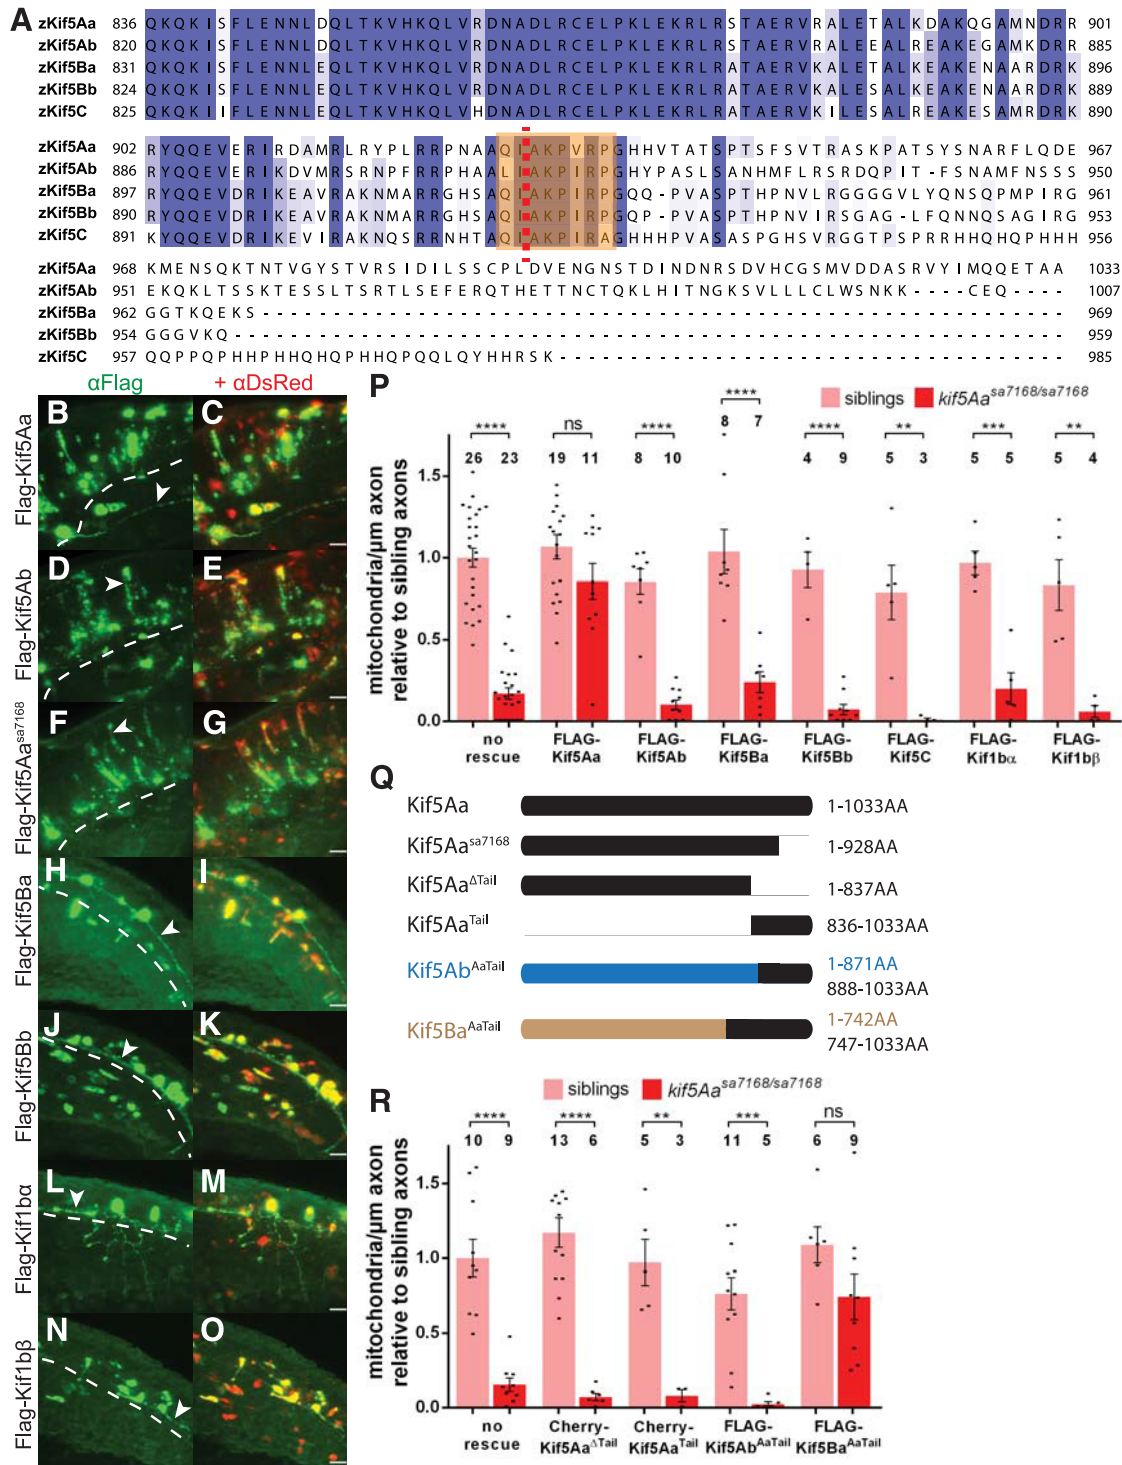 A
zKif5Aa 836 QKQKISFLENNLDQLTKVHKQLVRDNADLRCELPKLEKRLRSTAERVRALETALKDAKQGAMNDRR 901
zKif5Ab 820 QKQKISFLENNLDQLTKVHKQLVRDNADLRCELPKLEKRLRSTAERVRALEEALREAKEGAMKDRR 885
zKif5Ba 831 QKQKISFLENNLEQLTKVHKQLVRDNADLRCELPKLEKRLRATAERVKALETALKEAKENAARDRK 896
zKif5Bb 824 QKQKISFLENNLEQLTKVHKQLVRDNADLRCELPKLEKRLRATAERVKALESALKEAKENAARDRK 889
zKif5C 825 QKQKIIFLENNLEQLTKVHKQLVHDNADLRCELPKLEKRLRATAERVKALESALREAKESAMRDRK 890
zKif5Aa 902 RYQQEVERIRDAMRLRYPLRRPNAAQIAKPVRPGHHVTATSPTSFSVTRASKPATSYSNARFLQDE 967
zKif5Ab 886 RYQQEVERIKDVMRSRNPFRRPHAALIAKPIRPGHYPASLSANHMFLRSRDQPIT-FSNAMFNSSS 950
zKif5Ba 897 RYQQEVDRIKEAVRAKNMARRGHSAQIAKPIRPGQQ-PVASPTHPNVLRGGGGVLYQNSQPMPIRG 961
zKif5Bb 890 RYQQEVDRIKEAVRAKNMARRGHSAQIAKPIRPGQP-PVASPTHPNVIRSGAG-LFQNNQSAGIRG 953
zKif5C 891 KYQQEVDRIKEVIRAKNQSRRNHTAQIAKPIRAGHHHPVASASPGHSVRGGTPSPRRHHQHQPHHH 956
zKif5Aa 968 KMENSQKTNTVGYSTVRSIDILSSCPLDVENGNSTDINDNRSDVHCGSMVDDASRVYIMQQETAA 1033
zKif5Ab 951 EKQKLTSSKTESSLTSRTLSEFERQTHETTNCTQKLHITNGKSVLLLCLWSNKK----CEQ----- 1007
zKif5Ba 962 GGTKQEKS 969
zKif5Bb 954 GGGVKQ 959
zKif5C 957 QQPPQPHHPHHQHQPHHQPQQLQYHHRSK 985
αFlag + αDsRed
Flag-Kif5Aa
B C
Flag-Kif5Ab
D E
Flag-Kif5Aa^sa7168
F G
Flag-Kif5Ba
H I
Flag-Kif5Bb
J K
Flag-Kif1bα
L M
Flag-Kif1bβ
N O
P
siblings kif5Aa^sa7168/sa7168
mitochondria/μm axon
relative to sibling axons
**** ns **** **** **** ** *** **
26 23 19 11 8 10 8 7 4 9 5 3 5 5 5 4
1.5
1.0
0.5
0.0
no rescue
FLAG-Kif5Aa
FLAG-Kif5Ab
FLAG-Kif5Ba
FLAG-Kif5Bb
FLAG-Kif5C
FLAG-Kif1bα
FLAG-Kif1bβ
Q
Kif5Aa 1-1033AA
Kif5Aa^sa7168 1-928AA
Kif5Aa^ΔTail 1-837AA
Kif5Aa^Tail 836-1033AA
Kif5Ab^AaTail 1-871AA
888-1033AA
Kif5Ba^AaTail 1-742AA
747-1033AA
R
siblings kif5Aa^sa7168/sa7168
mitochondria/μm axon
relative to sibling axons
**** **** ** *** ns
10 9 13 6 5 3 11 5 6 9
1.5
1.0
0.5
0.0
no rescue
Cherry-Kif5Aa^ΔTail
Cherry-Kif5Aa^Tail
FLAG-Kif5Ab^AaTail
FLAG-Kif5Ba^AaTail